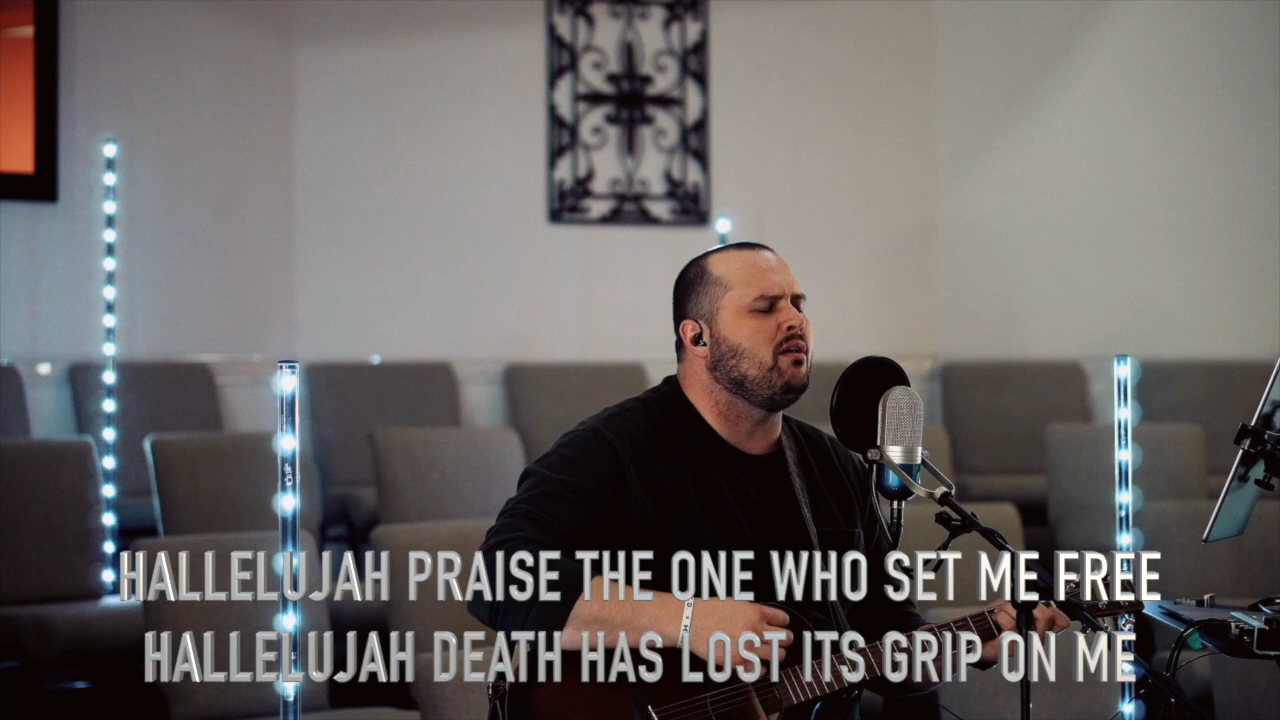 HALLELUJAH PRAISE THE ONE WHO SET ME FREE
HALLELUJAH DEATH HAS LOST ITS GRIP ON ME